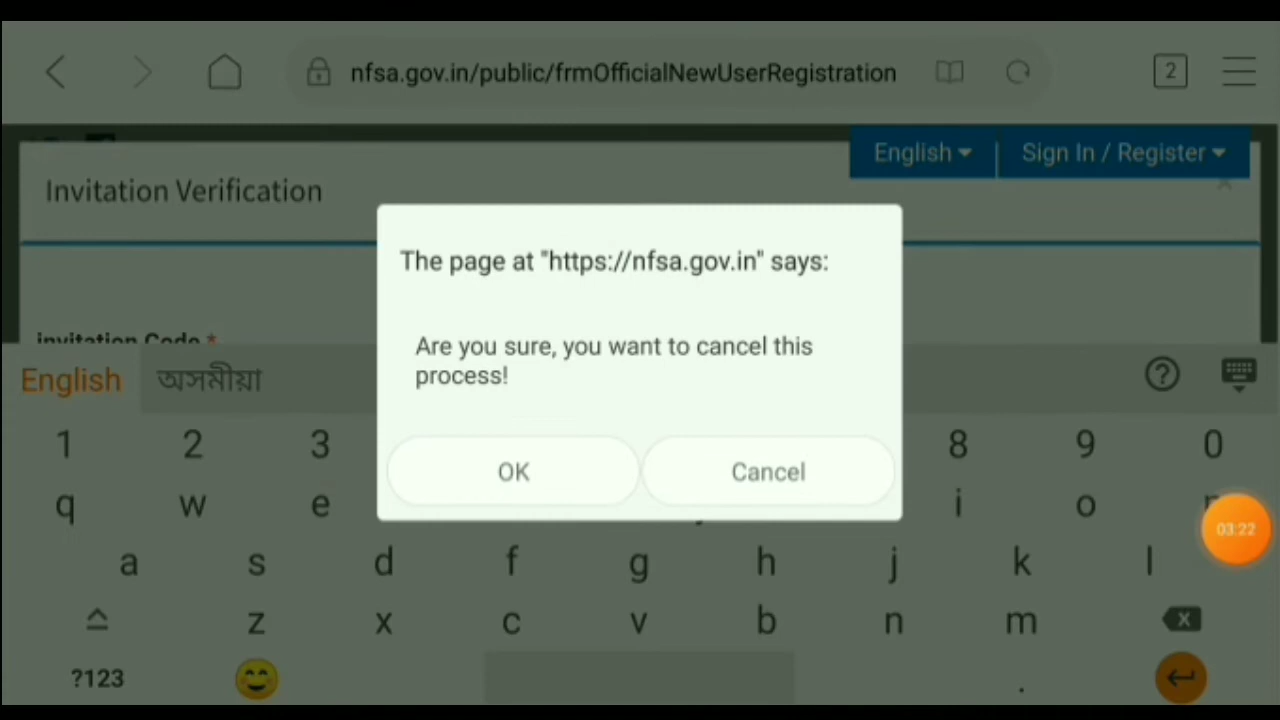 nfsa.gov.in/public/frmOfficialNewUserRegistration
2
English
Sign In / Register
Invitation Verification
The page at "https://nfsa.gov.in" says:
Are you sure, you want to cancel this
process!
OK
Cancel
invitation Code *
English
অসমীয়া
1 2 3 8 9 0
q w e i o
03:22
a s d f g h j k l
z x c v b n m
?123
.